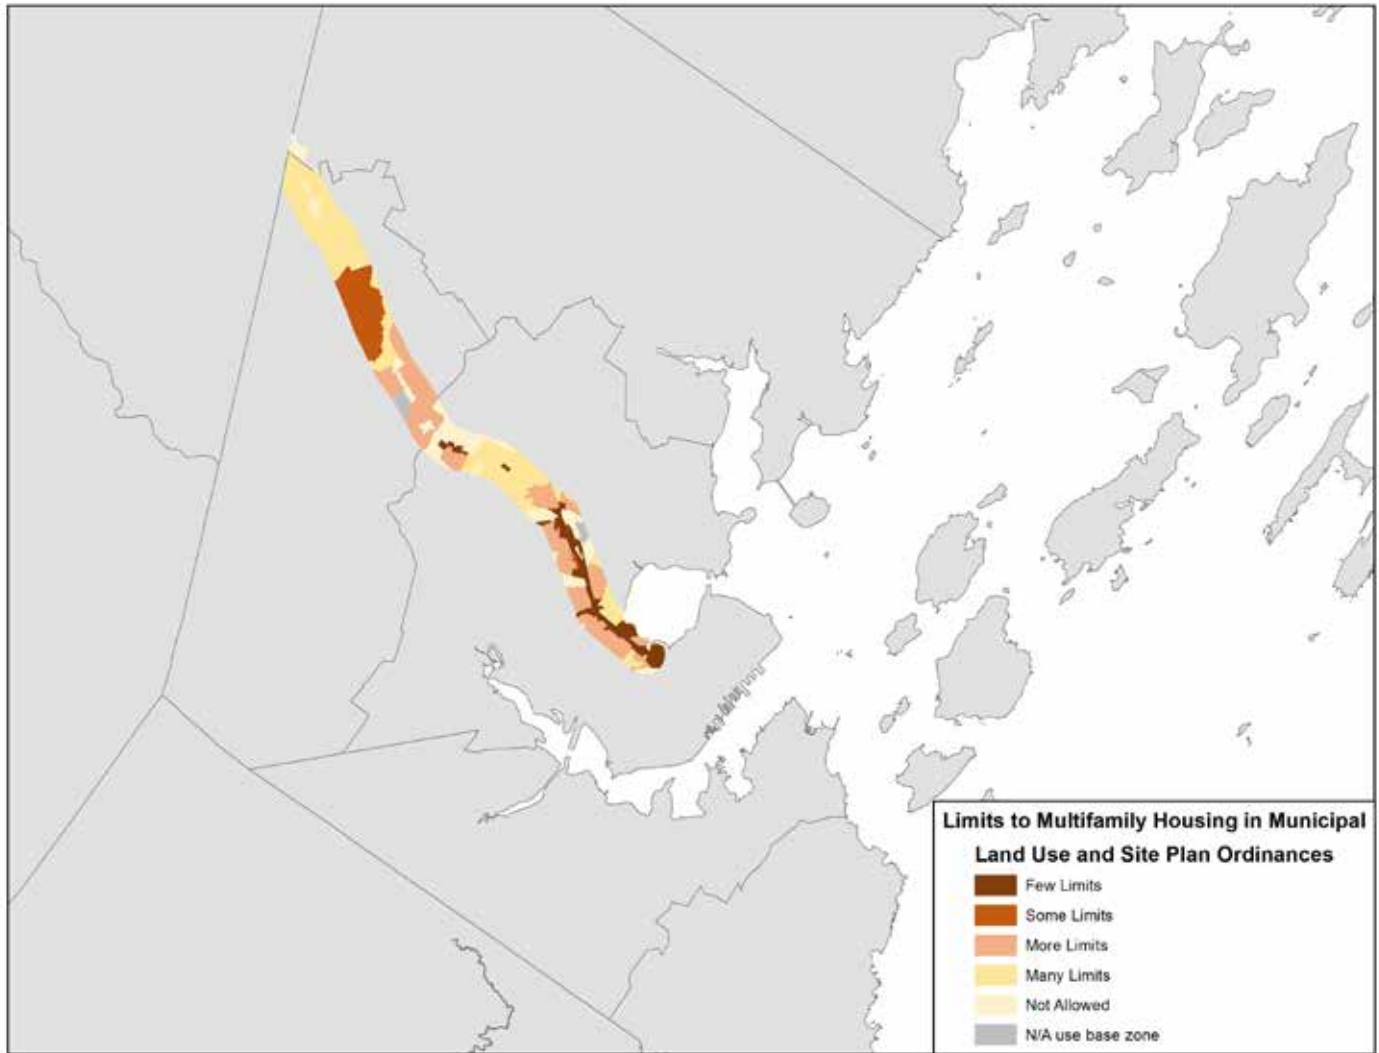 Limits to Multifamily Housing in Municipal
Land Use and Site Plan Ordinances
Few Limits
Some Limits
More Limits
Many Limits
Not Allowed
N/A use base zone